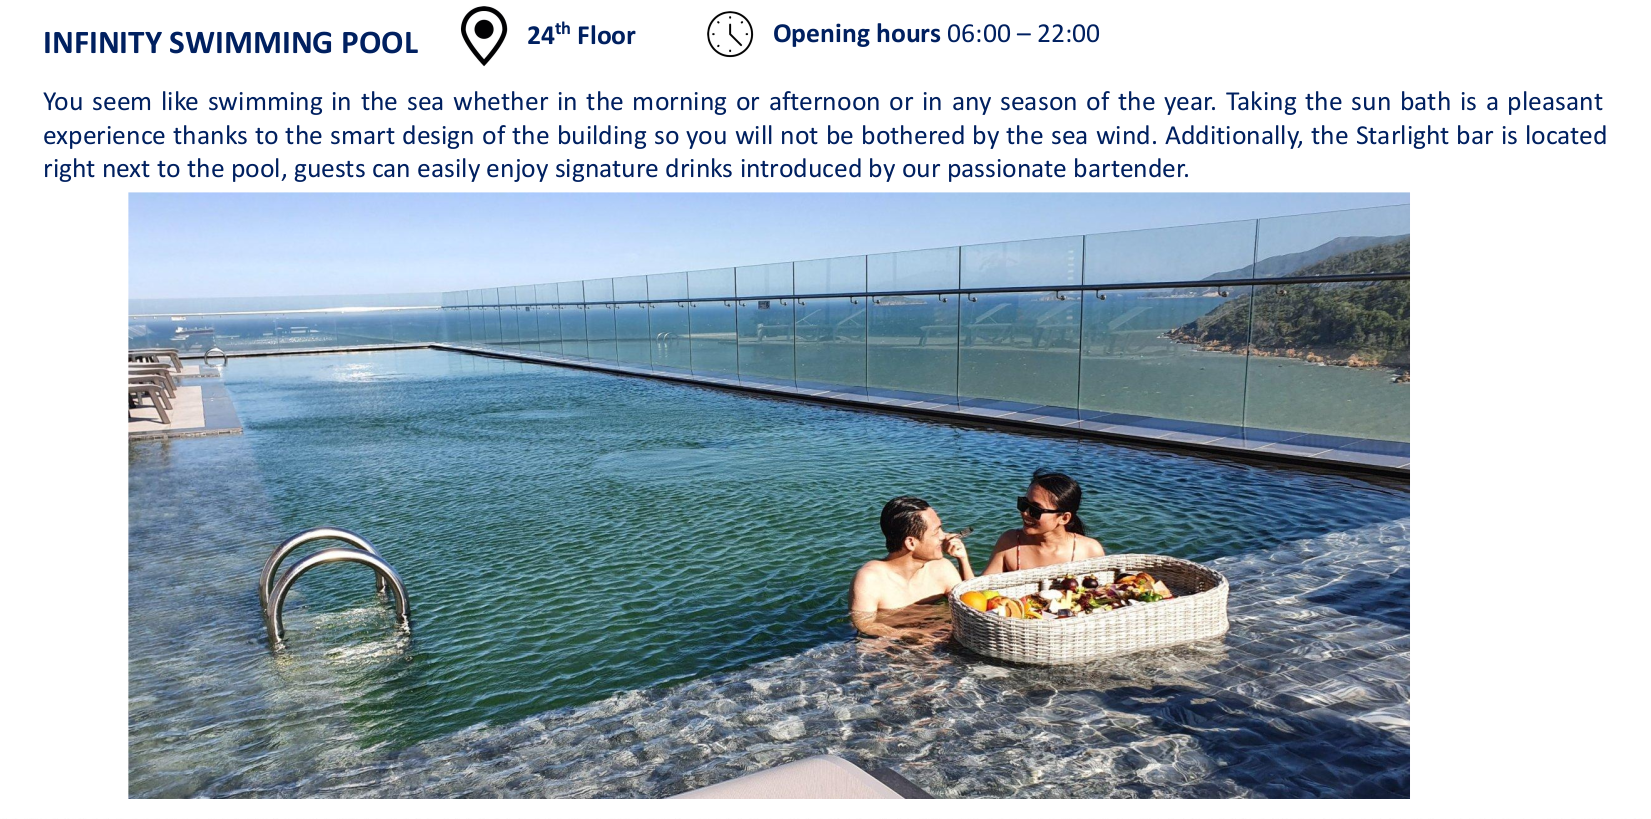 INFINITY SWIMMING POOL 24th Floor Opening hours 06:00 – 22:00
You seem like swimming in the sea whether in the morning or afternoon or in any season of the year. Taking the sun bath is a pleasant
experience thanks to the smart design of the building so you will not be bothered by the sea wind. Additionally, the Starlight bar is located
right next to the pool, guests can easily enjoy signature drinks introduced by our passionate bartender.